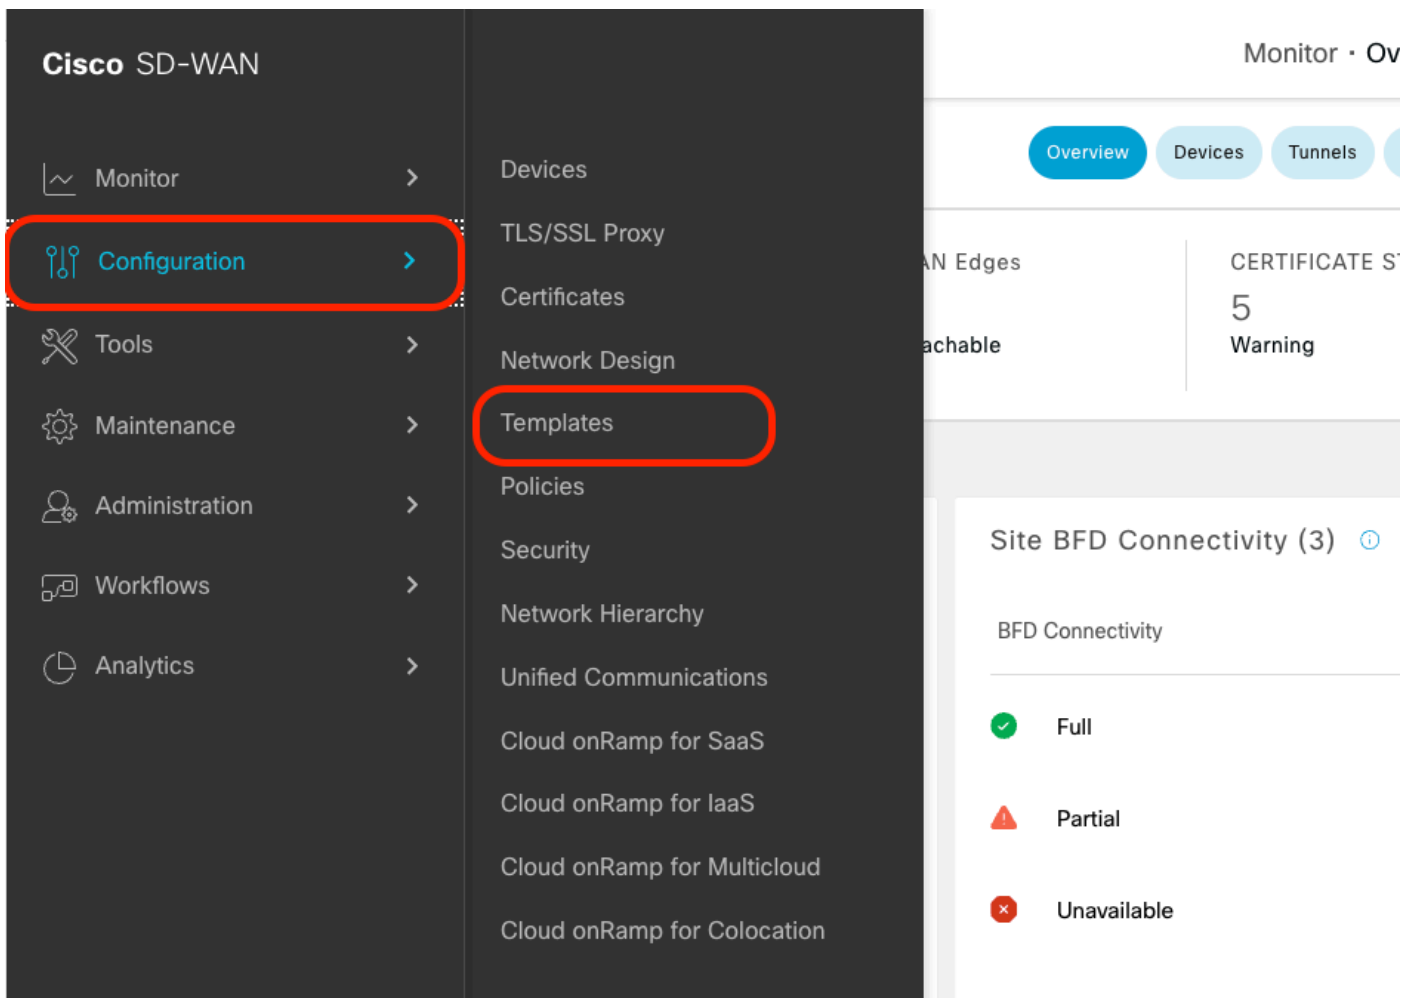 Cisco SD-WAN
Monitor
Configuration
Tools
Maintenance
Administration
Workflows
Analytics
Devices
TLS/SSL Proxy
Certificates
Network Design
Templates
Policies
Security
Network Hierarchy
Unified Communications
Cloud onRamp for SaaS
Cloud onRamp for IaaS
Cloud onRamp for Multicloud
Cloud onRamp for Colocation
Monitor · Ov
Overview Devices Tunnels
AN Edges
achable
CERTIFICATE ST
5
Warning
Site BFD Connectivity (3)
BFD Connectivity
Full
Partial
Unavailable